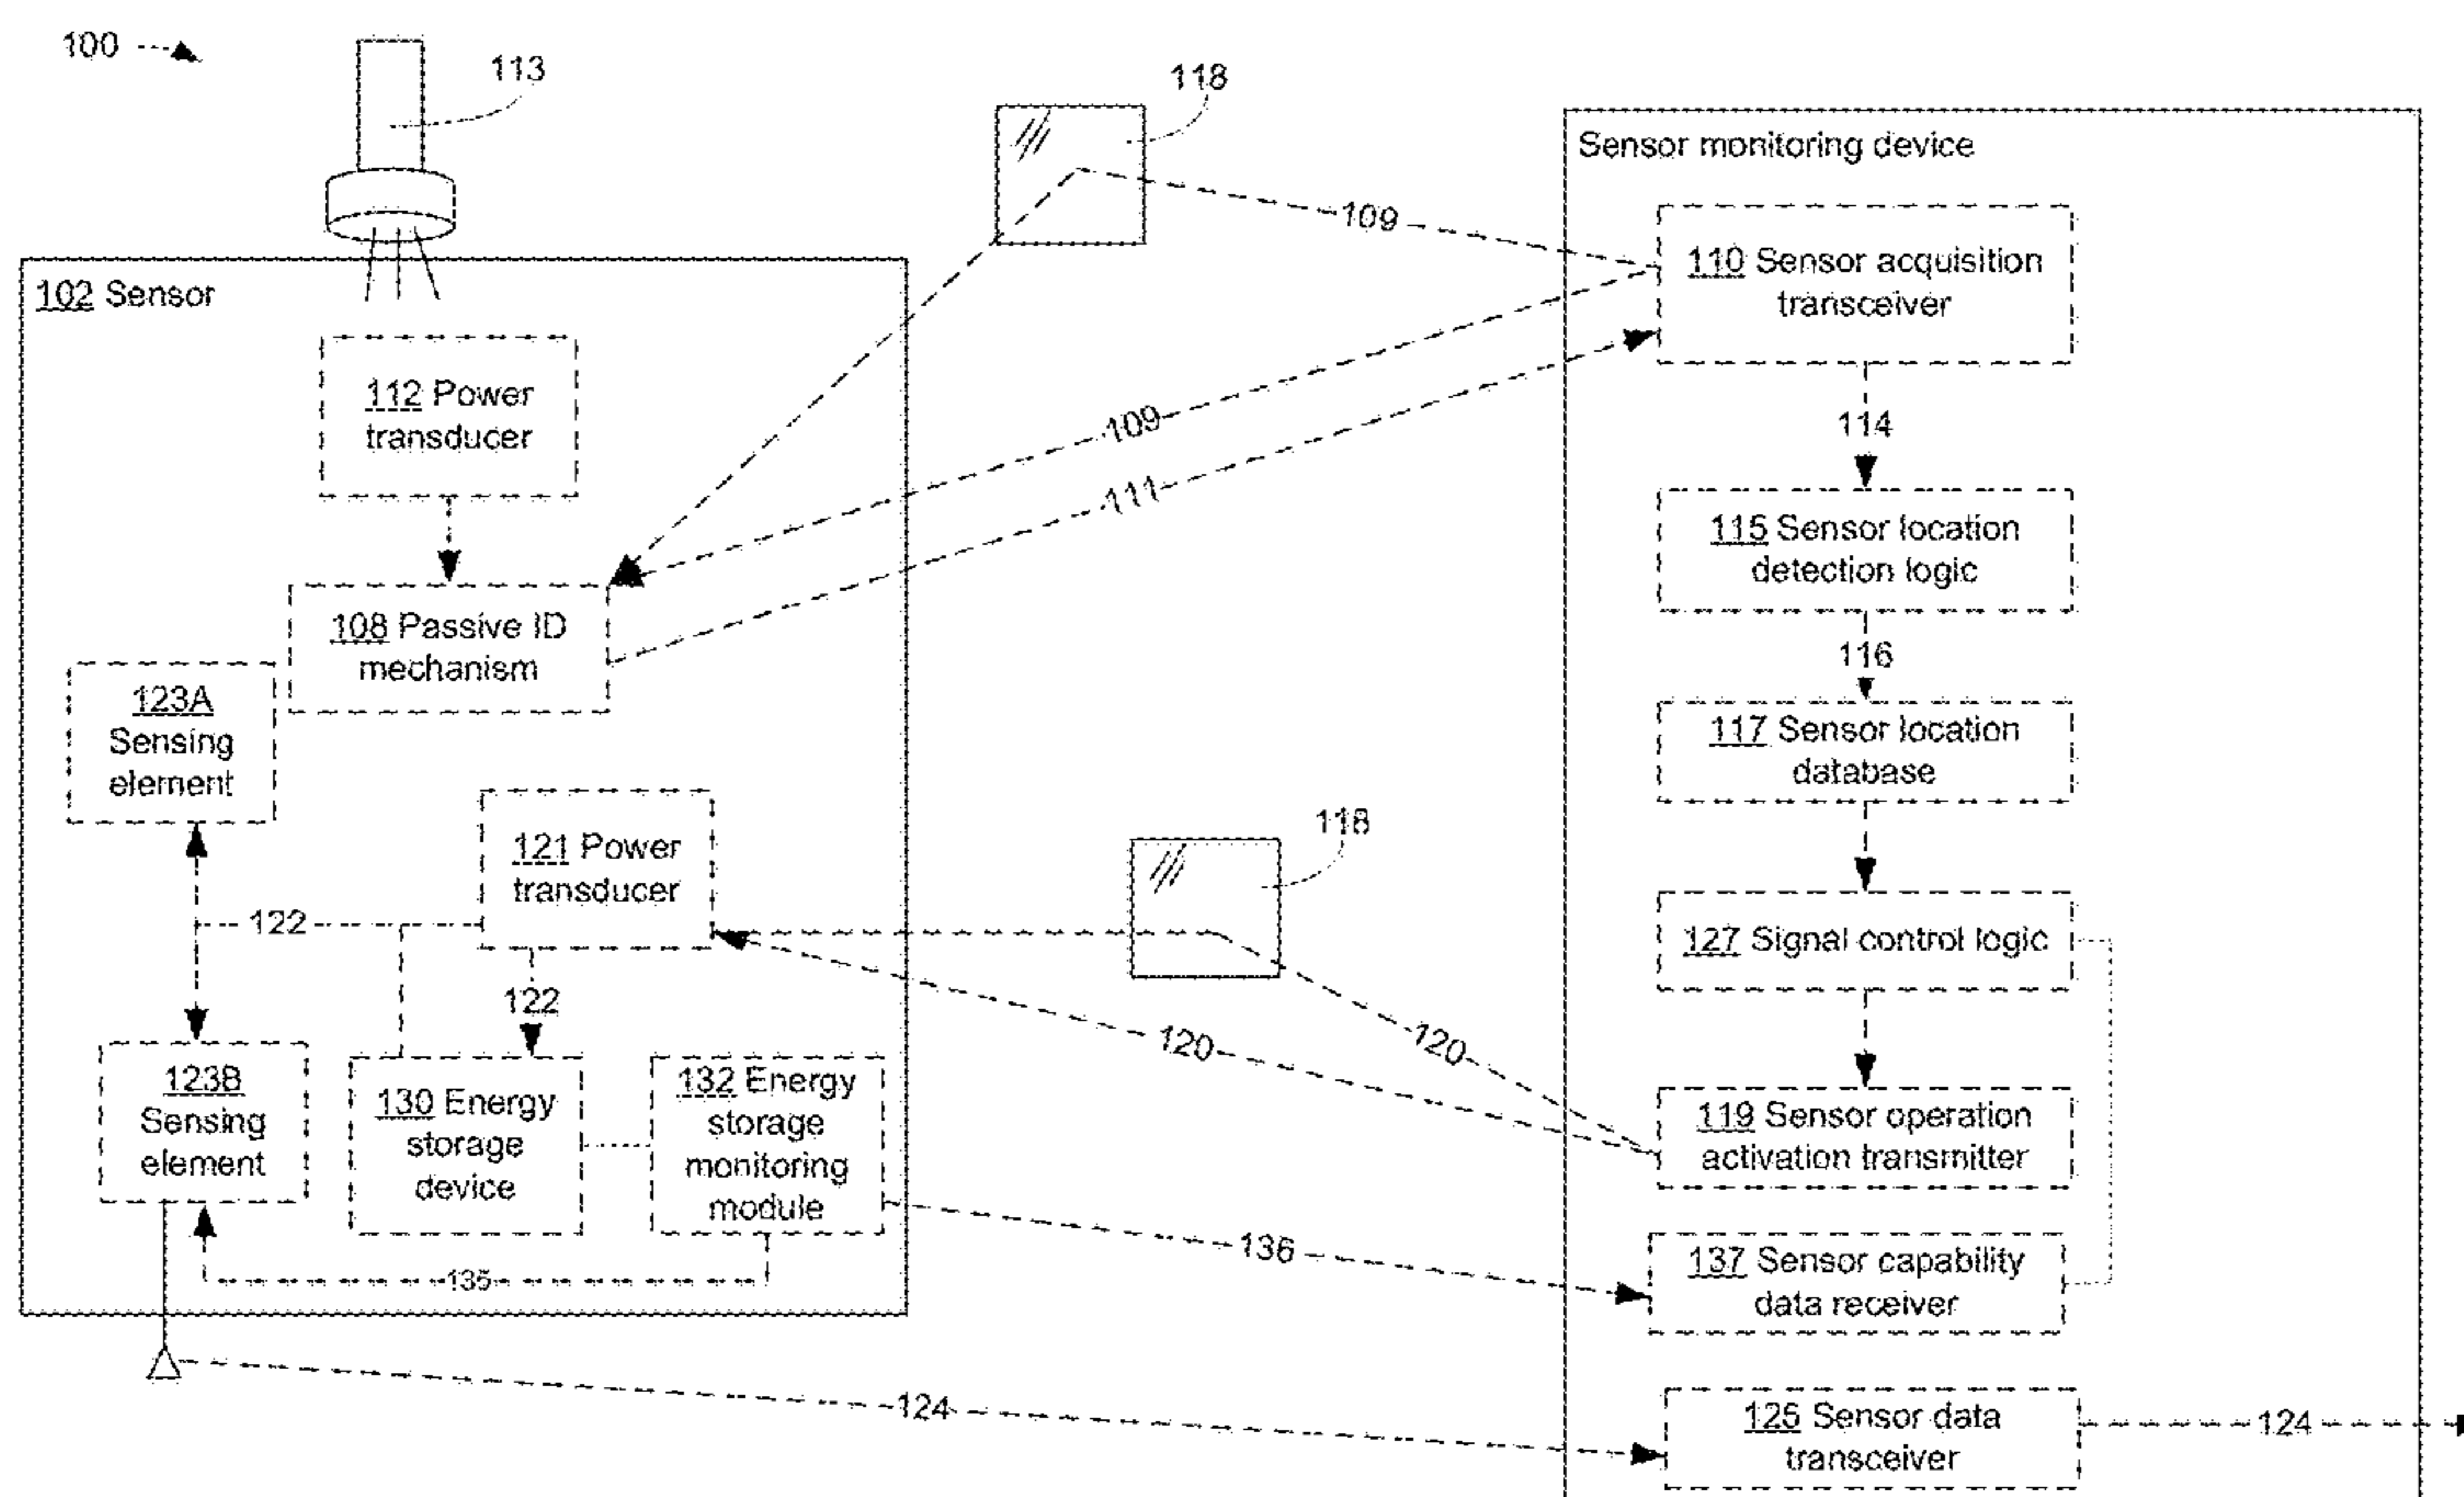 100
113
118
Sensor monitoring device
109
110 Sensor acquisition
transceiver
102 Sensor
112 Power
transducer
109
111
114
115 Sensor location
detection logic
108 Passive ID
mechanism
116
123A
Sensing
element
117 Sensor location
database
121 Power
transducer
118
122
127 Signal control logic
122
120
120
123B
Sensing
element
130 Energy
storage
device
132 Energy
storage
monitoring
module
119 Sensor operation
activation transmitter
136
137 Sensor capability
data receiver
135
124
125 Sensor data
transceiver
124